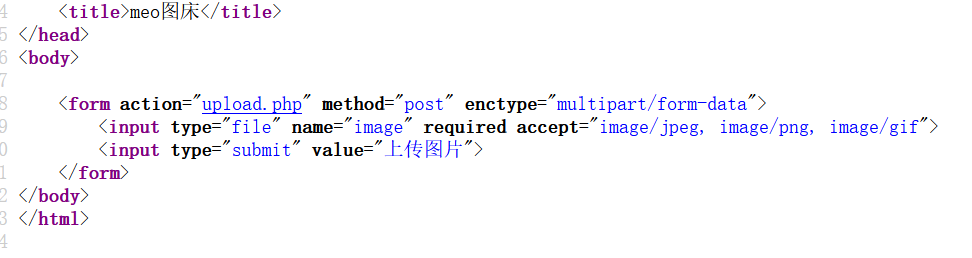 4    <title>meo图床</title>
5 </head>
6 <body>
7
8    <form action="upload.php" method="post" enctype="multipart/form-data">
9        <input type="file" name="image" required accept="image/jpeg, image/png, image/gif">
0        <input type="submit" value="上传图片">
1    </form>
2 </body>
3 </html>
4